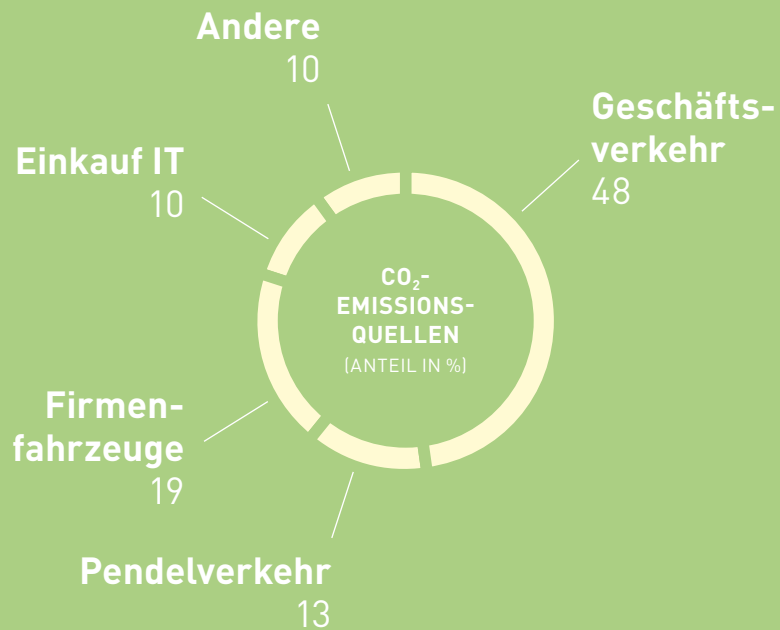 Andere
10
Geschäfts-
verkehr
48
Einkauf IT
10
CO₂-
EMISSIONS-
QUELLEN
(ANTEIL IN %)
Firmen-
fahrzeuge
19
Pendelverkehr
13